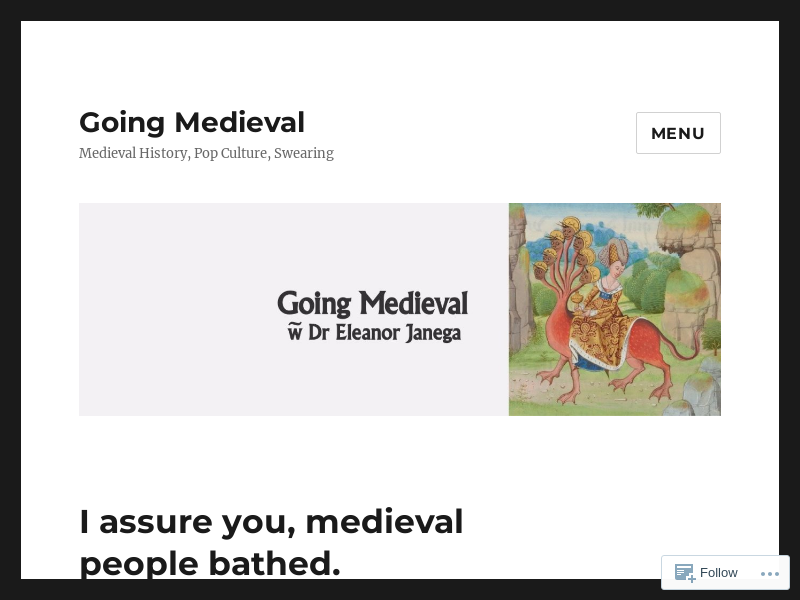 Going Medieval
MENU
Medieval History, Pop Culture, Swearing
Going Medieval
w̃ Dr Eleanor Janega
I assure you, medieval
people bathed.
Follow